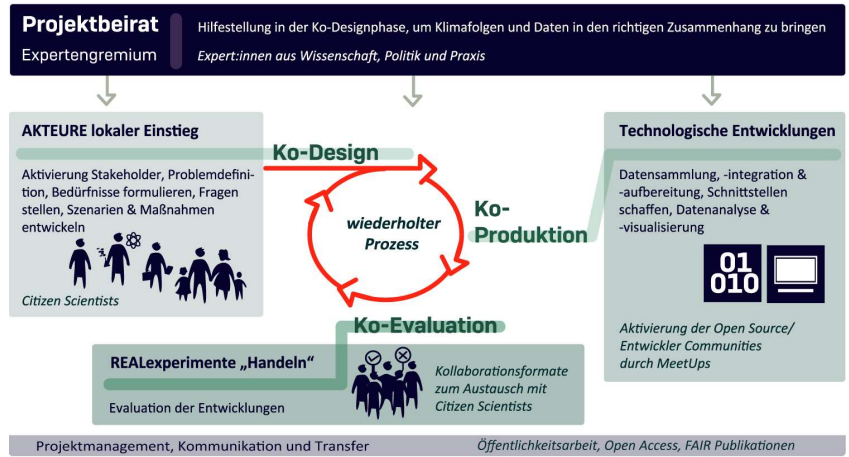 Projektbeirat
Expertengremium
Hilfestellung in der Ko-Designphase, um Klimafolgen und Daten in den richtigen Zusammenhang zu bringen
Expert:innen aus Wissenschaft, Politik und Praxis
AKTEURE lokaler Einstieg
Aktivierung Stakeholder, Problemdefini-
tion, Bedürfnisse formulieren, Fragen
stellen, Szenarien & Maßnahmen
entwickeln
Citizen Scientists
Ko-Design
wiederholter
Prozess
Ko-
Produktion
Ko-Evaluation
Technologische Entwicklungen
Datensammlung, -integration &
-aufbereitung, Schnittstellen
schaffen, Datenanalyse &
-visualisierung
01
010
Aktivierung der Open Source/
Entwickler Communities
durch MeetUps
REALexperimente „Handeln“
Evaluation der Entwicklungen
Kollaborationsformate
zum Austausch mit
Citizen Scientists
Projektmanagement, Kommunikation und Transfer
Öffentlichkeitsarbeit, Open Access, FAIR Publikationen